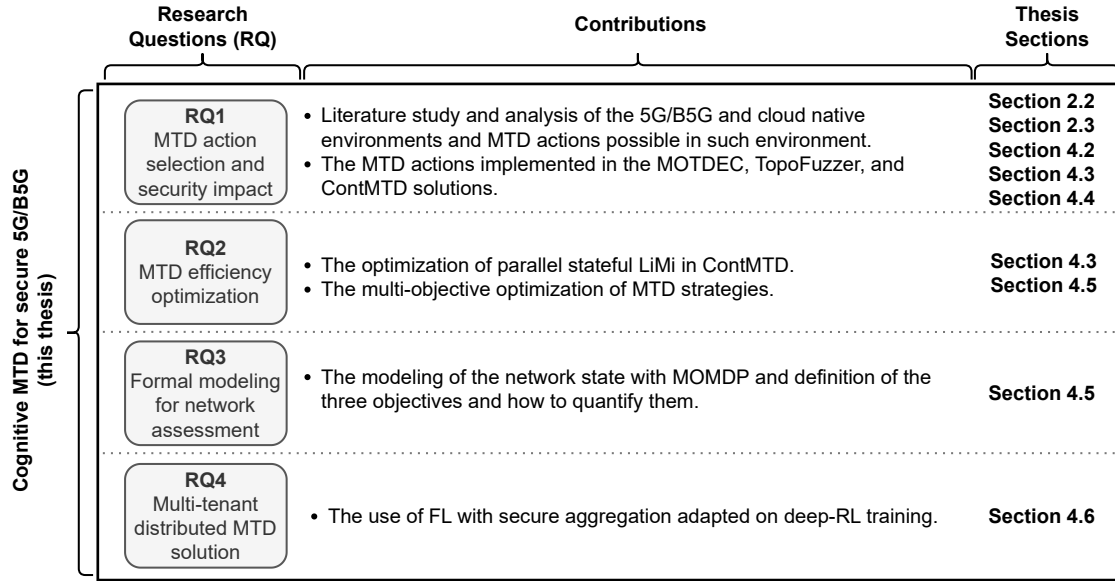 Research
Questions (RQ)
Contributions
Thesis
Sections
Cognitive MTD for secure 5G/B5G
(this thesis)
RQ1
MTD action
selection and
security impact
• Literature study and analysis of the 5G/B5G and cloud native
environments and MTD actions possible in such environment.
• The MTD actions implemented in the MOTDEC, TopoFuzzer, and
ContMTD solutions.
Section 2.2
Section 2.3
Section 4.2
Section 4.3
Section 4.4
RQ2
MTD efficiency
optimization
• The optimization of parallel stateful LiMi in ContMTD.
• The multi-objective optimization of MTD strategies.
Section 4.3
Section 4.5
RQ3
Formal modeling
for network
assessment
• The modeling of the network state with MOMDP and definition of the
three objectives and how to quantify them.
Section 4.5
RQ4
Multi-tenant
distributed MTD
solution
• The use of FL with secure aggregation adapted on deep-RL training.
Section 4.6